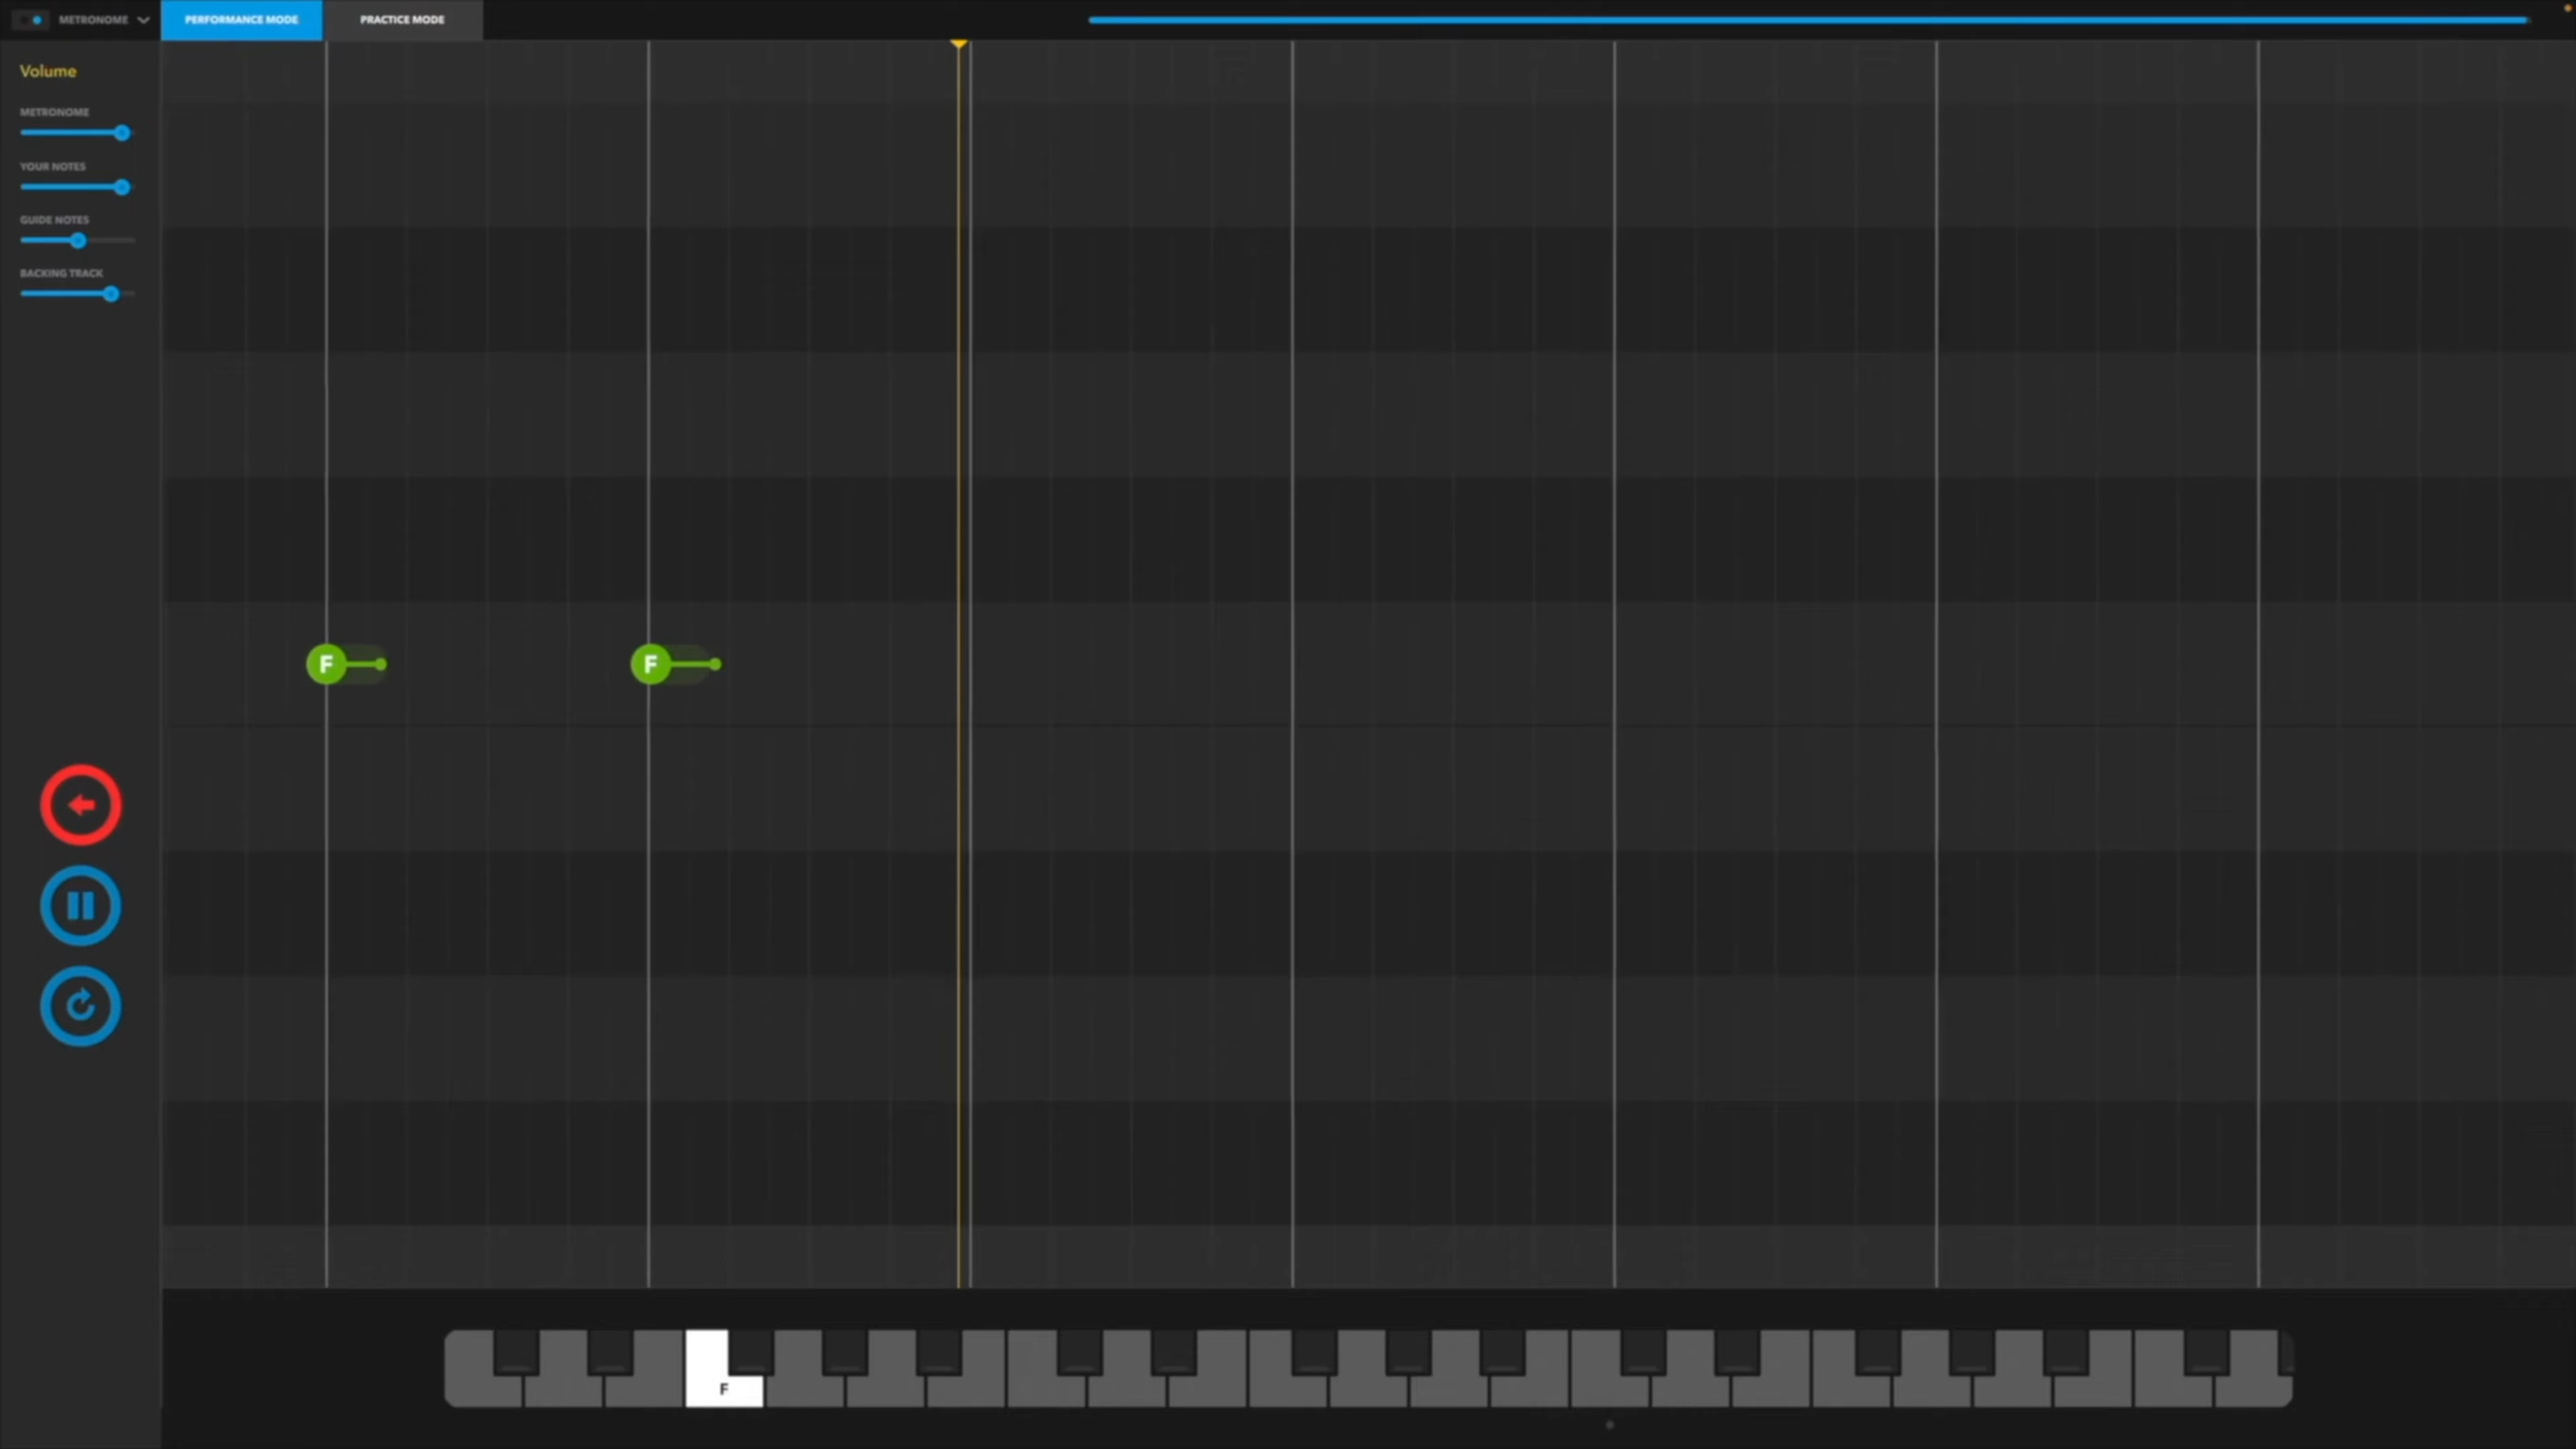 METRONOME
PERFORMANCE MODE
PRACTICE MODE
Volume
METRONOME
YOUR NOTES
GUIDE NOTES
BACKING TRACK
F
F
F